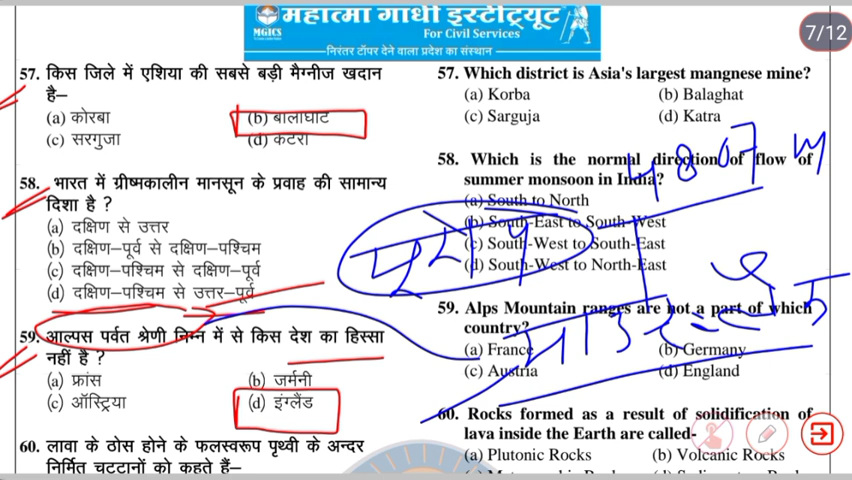 महात्मा गाधी इस्टीट्रियूट
MGICS
For Civil Services
निरंतर टॉपर देने वाला प्रदेश का संस्थान
7/12
57. किस जिले में एशिया की सबसे बड़ी मैग्नीज खदान
है–
(a) कोरबा (b) बालाघाट
(c) सरगुजा (d) कटरा
58. भारत में ग्रीष्मकालीन मानसून के प्रवाह की सामान्य
दिशा है ?
(a) दक्षिण से उत्तर
(b) दक्षिण–पूर्व से दक्षिण–पश्चिम
(c) दक्षिण–पश्चिम से दक्षिण–पूर्व
(d) दक्षिण–पश्चिम से उत्तर–पूर्व
59. आल्पस पर्वत श्रेणी निम्न में से किस देश का हिस्सा
नहीं है ?
(a) फ्रांस (b) जर्मनी
(c) ऑस्ट्रिया (d) इंग्लैंड
60. लावा के ठोस होने के फलस्वरूप पृथ्वी के अन्दर
निर्मित चट्टानों को कहते हैं–
57. Which district is Asia's largest mangnese mine?
(a) Korba (b) Balaghat
(c) Sarguja (d) Katra
58. Which is the normal direction of flow of
summer monsoon in India?
(a) South to North
(b) South-East to South-West
(c) South-West to South-East
(d) South-West to North-East
59. Alps Mountain ranges are not a part of which
country?
(a) France (b) Germany
(c) Austria (d) England
60. Rocks formed as a result of solidification of
lava inside the Earth are called-
(a) Plutonic Rocks (b) Volcanic Rocks
4807 m